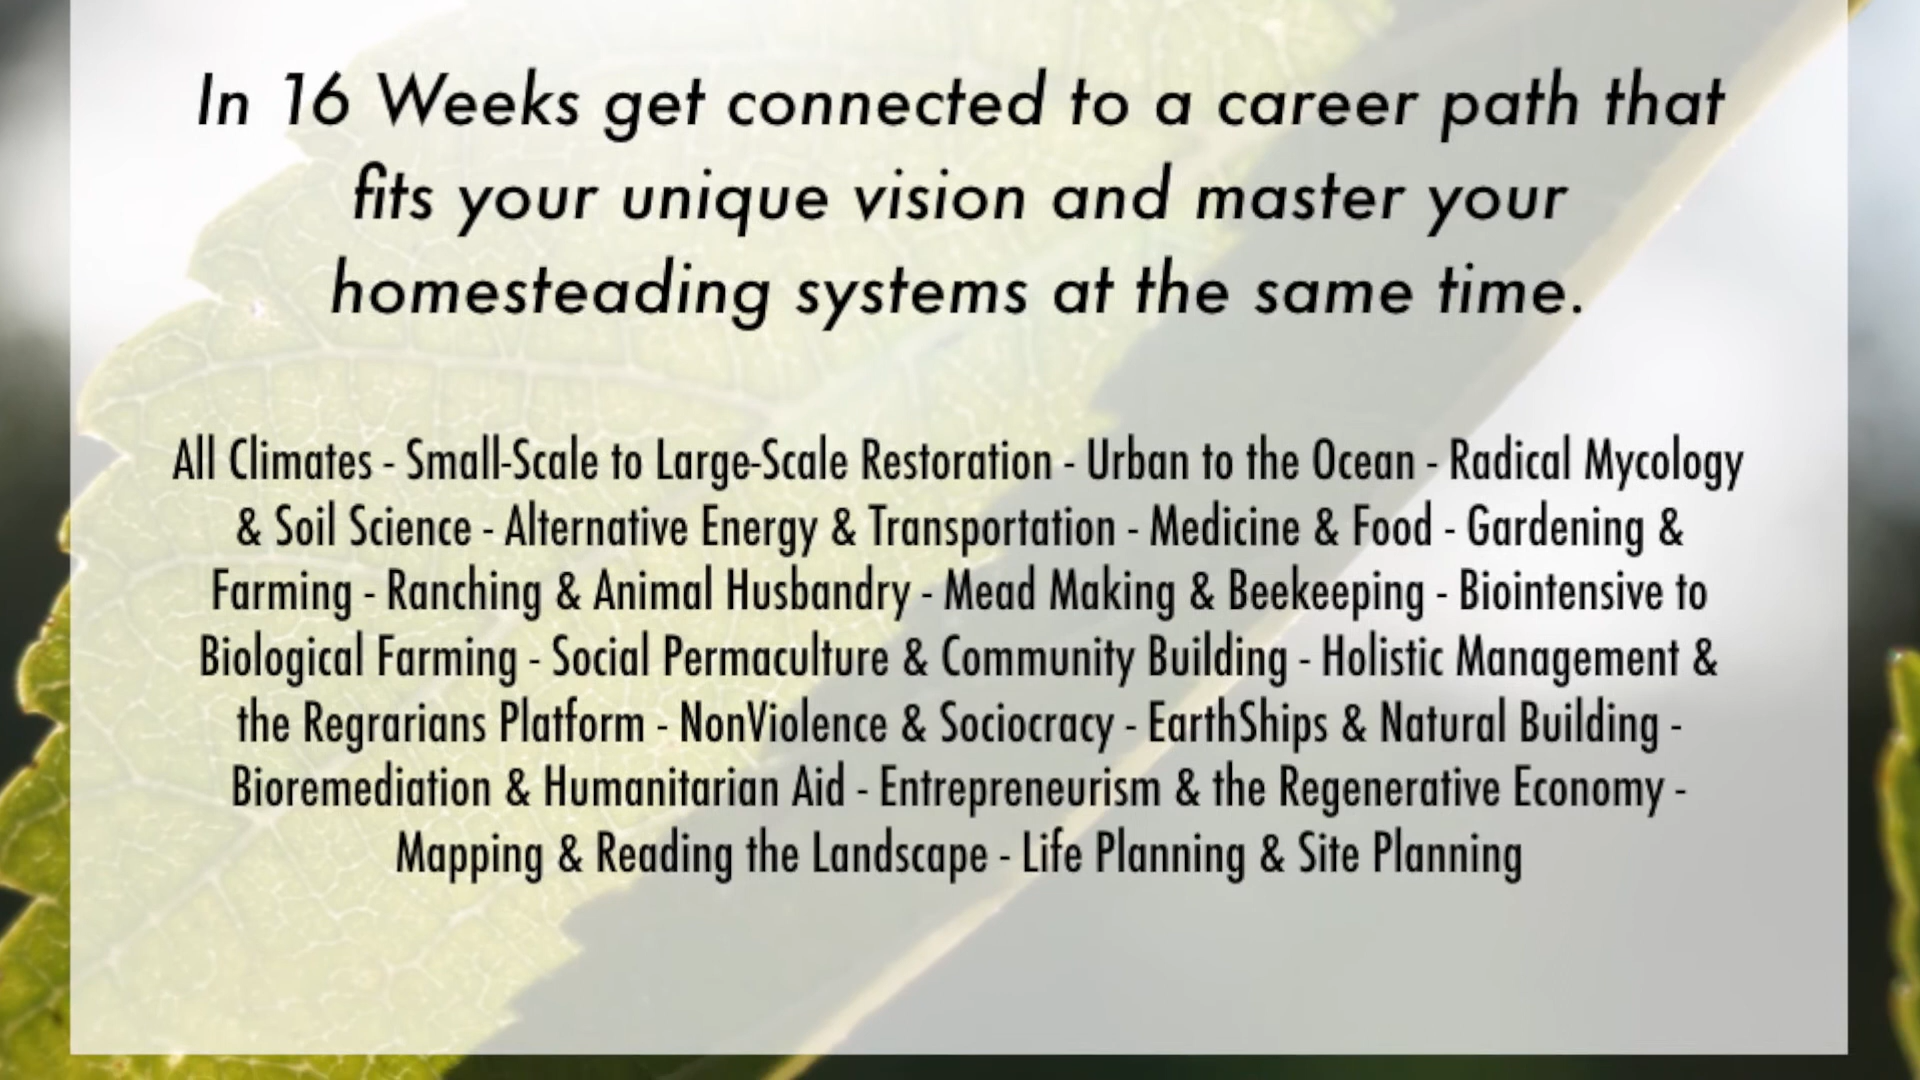 In 16 Weeks get connected to a career path that
fits your unique vision and master your
homesteading systems at the same time.
All Climates - Small-Scale to Large-Scale Restoration - Urban to the Ocean - Radical Mycology
& Soil Science - Alternative Energy & Transportation - Medicine & Food - Gardening &
Farming - Ranching & Animal Husbandry - Mead Making & Beekeeping - Biointensive to
Biological Farming - Social Permaculture & Community Building - Holistic Management &
the Regrarians Platform - NonViolence & Sociocracy - EarthShips & Natural Building -
Bioremediation & Humanitarian Aid - Entrepreneurism & the Regenerative Economy -
Mapping & Reading the Landscape - Life Planning & Site Planning